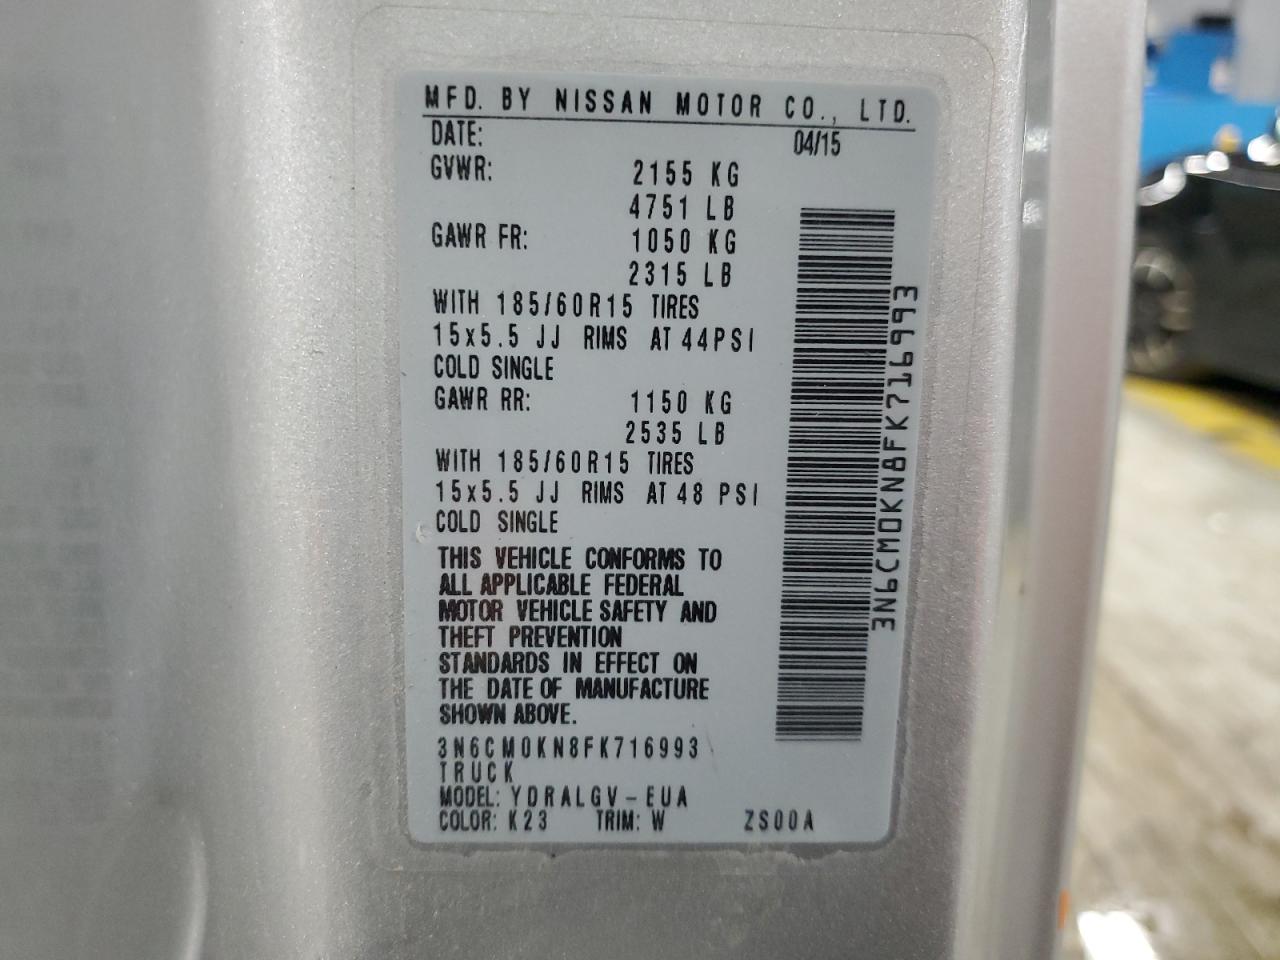 MFD. BY NISSAN MOTOR CO., LTD.
DATE: 04/15
GVWR: 2155 KG
4751 LB
GAWR FR: 1050 KG
2315 LB
WITH 185/60R15 TIRES
15x5.5 JJ RIMS AT 44PSI
COLD SINGLE
GAWR RR: 1150 KG
2535 LB
WITH 185/60R15 TIRES
15x5.5 JJ RIMS AT 48 PSI
COLD SINGLE
THIS VEHICLE CONFORMS TO
ALL APPLICABLE FEDERAL
MOTOR VEHICLE SAFETY AND
THEFT PREVENTION
STANDARDS IN EFFECT ON
THE DATE OF MANUFACTURE
SHOWN ABOVE.
3N6CM0KN8FK716993
TRUCK
MODEL: YDRALGV-EUA
COLOR: K23 TRIM: W ZS00A
3N6CM0KN8FK716993